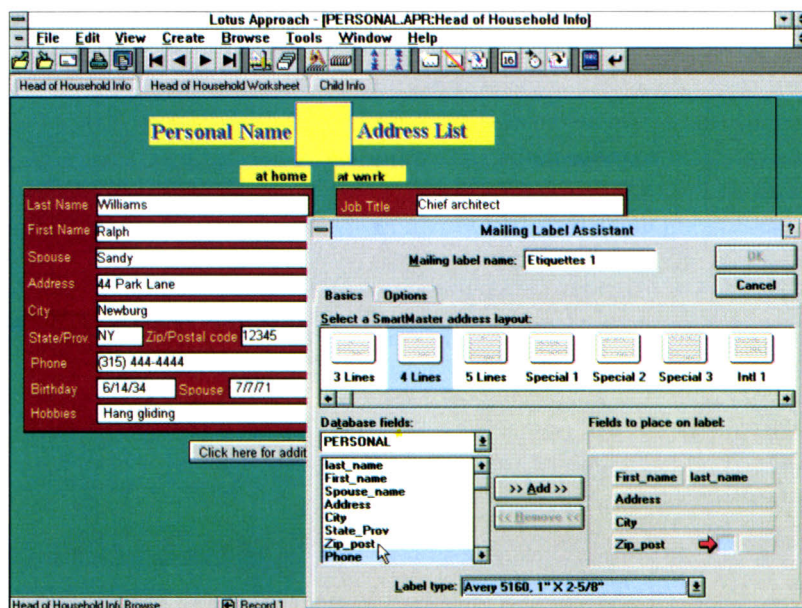 Lotus Approach - [PERSONAL.APR:Head of Household Info]
File Edit View Create Browse Tools Window Help
16
Head of Household Info Head of Household Worksheet Child Info
Personal Name Address List
at home at work
Last Name Williams Job Title Chief architect
First Name Ralph
Spouse Sandy
Address 44 Park Lane
City Newburg
State/Prov NY Zip/Postal code 12345
Phone (315) 444-4444
Birthday 6/14/34 Spouse 7/7/71
Hobbies Hang gliding
Click here for addit
Mailing Label Assistant ?
Mailing label name: Etiquettes 1 OK
Cancel
Basics Options
Select a SmartMaster address layout:
3 Lines 4 Lines 5 Lines Special 1 Special 2 Special 3 Intl 1
Database fields: Fields to place on label:
PERSONAL
last_name
First_name
Spouse_name
Address
City
State_Prov
Zip_post
Phone
>> Add >>
<< Remove <<
First_name last_name
Address
City
Zip_post
Label type: Avery 5160, 1" X 2-5/8"
Head of Household Info Browse Record 1